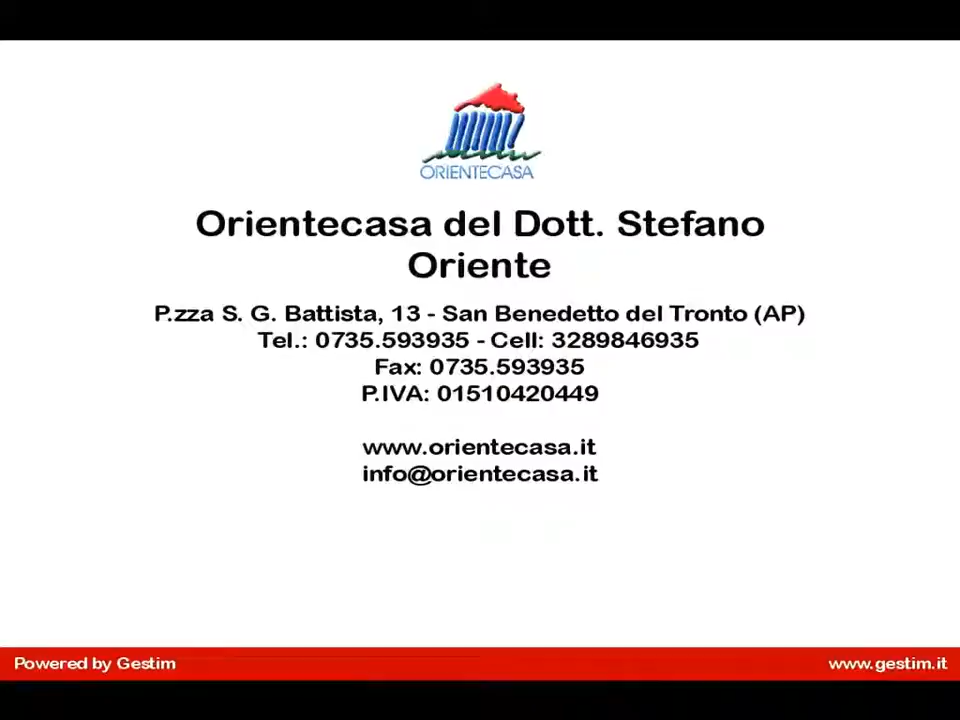 ORIENTECASA
Orientecasa del Dott. Stefano
Oriente
P.zza S. G. Battista, 13 - San Benedetto del Tronto (AP)
Tel.: 0735.593935 - Cell: 3289846935
Fax: 0735.593935
P.IVA: 01510420449
www.orientecasa.it
info@orientecasa.it
Powered by Gestim
www.gestim.it